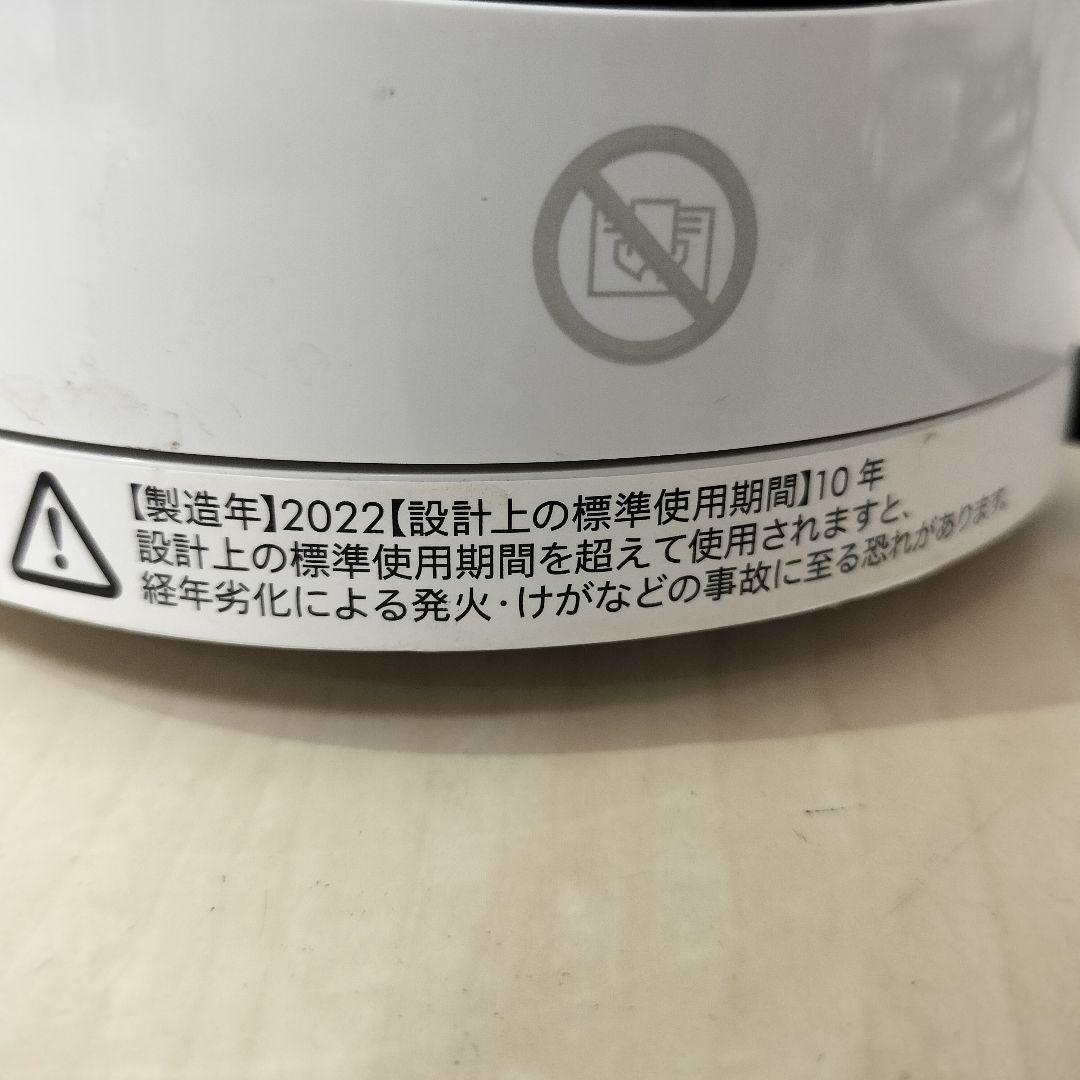 【製造年】2022【設計上の標準使用期間】10年
設計上の標準使用期間を超えて使用されますと、
経年劣化による発火・けがなどの事故に至る恐れがあります。